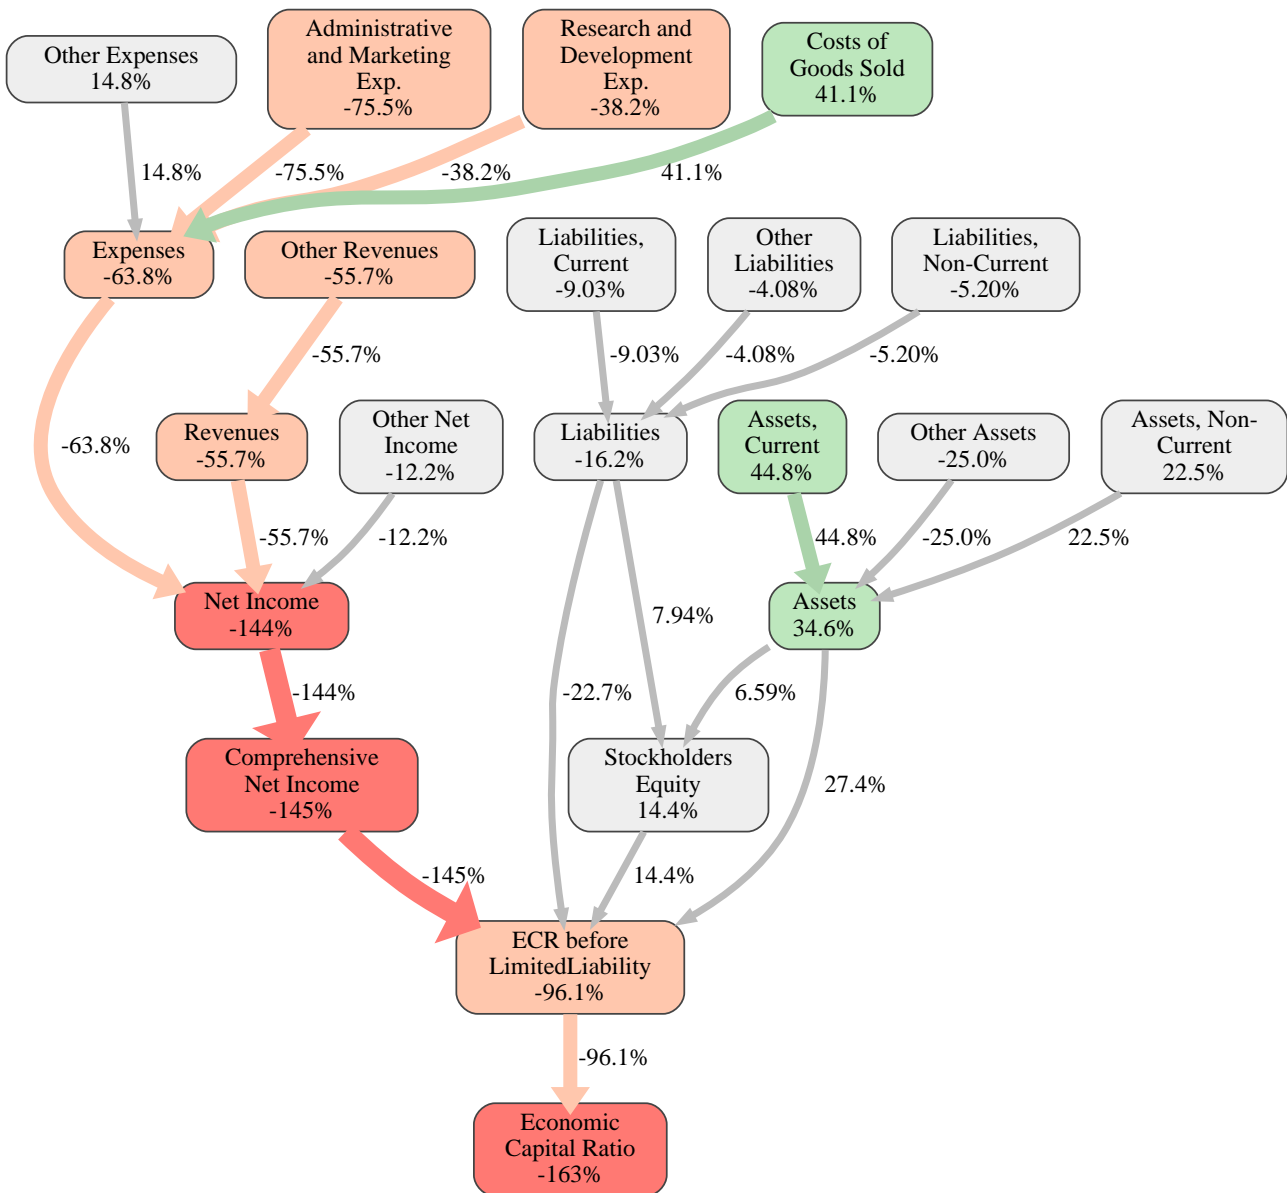 Other Expenses
14.8%
Administrative
and Marketing
Exp.
-75.5%
Research and
Development
Exp.
-38.2%
Costs of
Goods Sold
41.1%
14.8%
-75.5%
-38.2%
41.1%
Expenses
-63.8%
Other Revenues
-55.7%
Liabilities,
Current
-9.03%
Other
Liabilities
-4.08%
Liabilities,
Non-Current
-5.20%
-55.7%
-9.03%
-4.08%
-5.20%
-63.8%
Revenues
-55.7%
Other Net
Income
-12.2%
Liabilities
-16.2%
Assets,
Current
44.8%
Other Assets
-25.0%
Assets, Non-
Current
22.5%
-55.7%
-12.2%
44.8%
-25.0%
22.5%
Net Income
-144%
7.94%
Assets
34.6%
-144%
-22.7%
6.59%
Comprehensive
Net Income
-145%
Stockholders
Equity
14.4%
27.4%
-145%
14.4%
ECR before
LimitedLiability
-96.1%
-96.1%
Economic
Capital Ratio
-163%